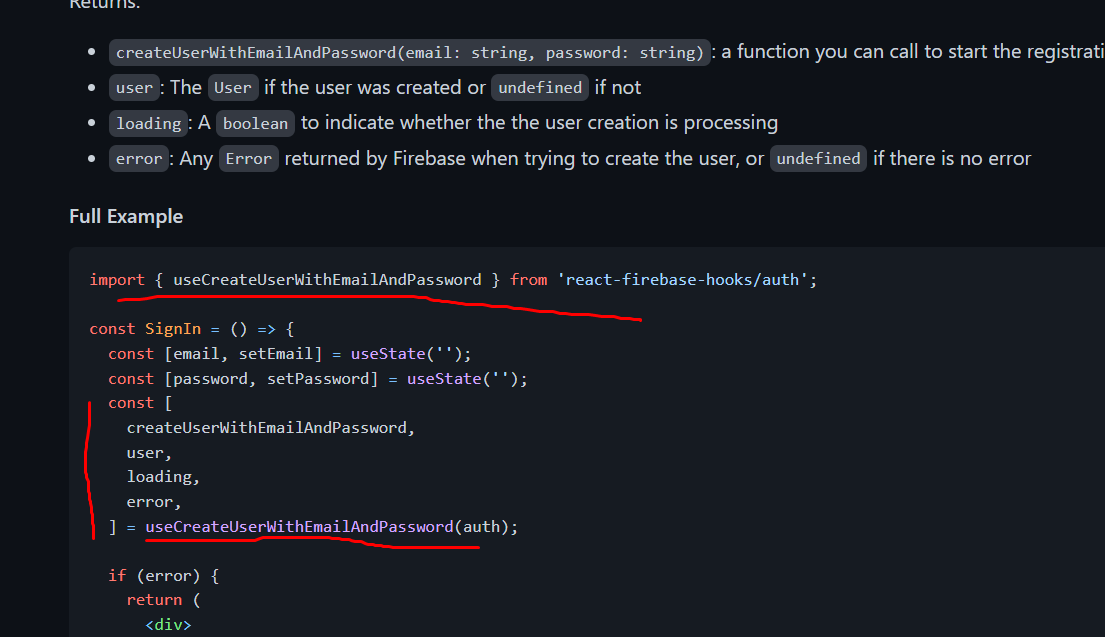 Returns:
createUserWithEmailAndPassword(email: string, password: string): a function you can call to start the registrati
user: The User if the user was created or undefined if not
loading: A boolean to indicate whether the the user creation is processing
error: Any Error returned by Firebase when trying to create the user, or undefined if there is no error
Full Example
import { useCreateUserWithEmailAndPassword } from 'react-firebase-hooks/auth';
const SignIn = () => {
const [email, setEmail] = useState('');
const [password, setPassword] = useState('');
const [
createUserWithEmailAndPassword,
user,
loading,
error,
] = useCreateUserWithEmailAndPassword(auth);
if (error) {
return (
<div>